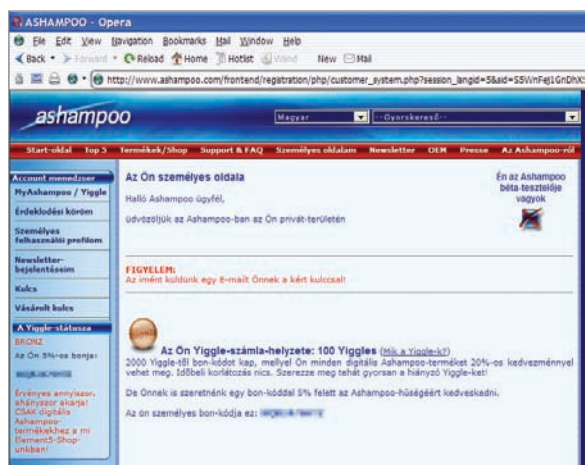 ASHAMPOO - Opera
File Edit View Navigation Bookmarks Mail Window Help
Back Forward Reload Home Hotlist Wand New Mail
http://www.ashampoo.com/frontend/registration/php/customer_system.php?session_langid=5&aid=
ashampoo
Magyar --Gyorskereső--
Start-oldal Top 5 Termékek/Shop Support & FAQ Személyes oldalam Newsletter OEM Presse Az Ashampoo-ról
Account menedzser
MyAshampoo / Yiggle
Érdeklődési köröm
Személyes
felhasználói profilom
Newsletter-
bejelentéseim
Kulcs
Vásárolt kulcs
A Yiggle-státusza
BRONZ
Az Ön 5%-os bonja:
Érvényes annyiszor,
ahányszor akarja!
CSAK digitális
Ashampoo-
termékekhez a mi
Element5-Shop-
unkban!
Az Ön személyes oldala
Halló Ashampoo ügyfél,
üdvözöljük az Ashampoo-ban az Ön privát-területén
Én az Ashampoo
béta-tesztelője
vagyok
FIGYELEM:
Az imént küldünk egy E-mailt Önnek a kért kulccsal!
Az Ön Yiggle-számla-helyzete: 100 Yiggles (Mik a Yiggle-k?)
2000 Yiggle-től bon-kódot kap, mellyel Ön minden digitális Ashampoo-terméket 20%-os kedvezménnyel
vehet meg. Időbeli korlátozás nics. Szerezze meg tehát gyorsan a hiányzó Yiggle-ket!
De Önnek is szeretnénk egy bon-kóddal 5% felett az Ashampoo-hűségéért kedveskedni.
Az ön személyes bon-kódja ez: